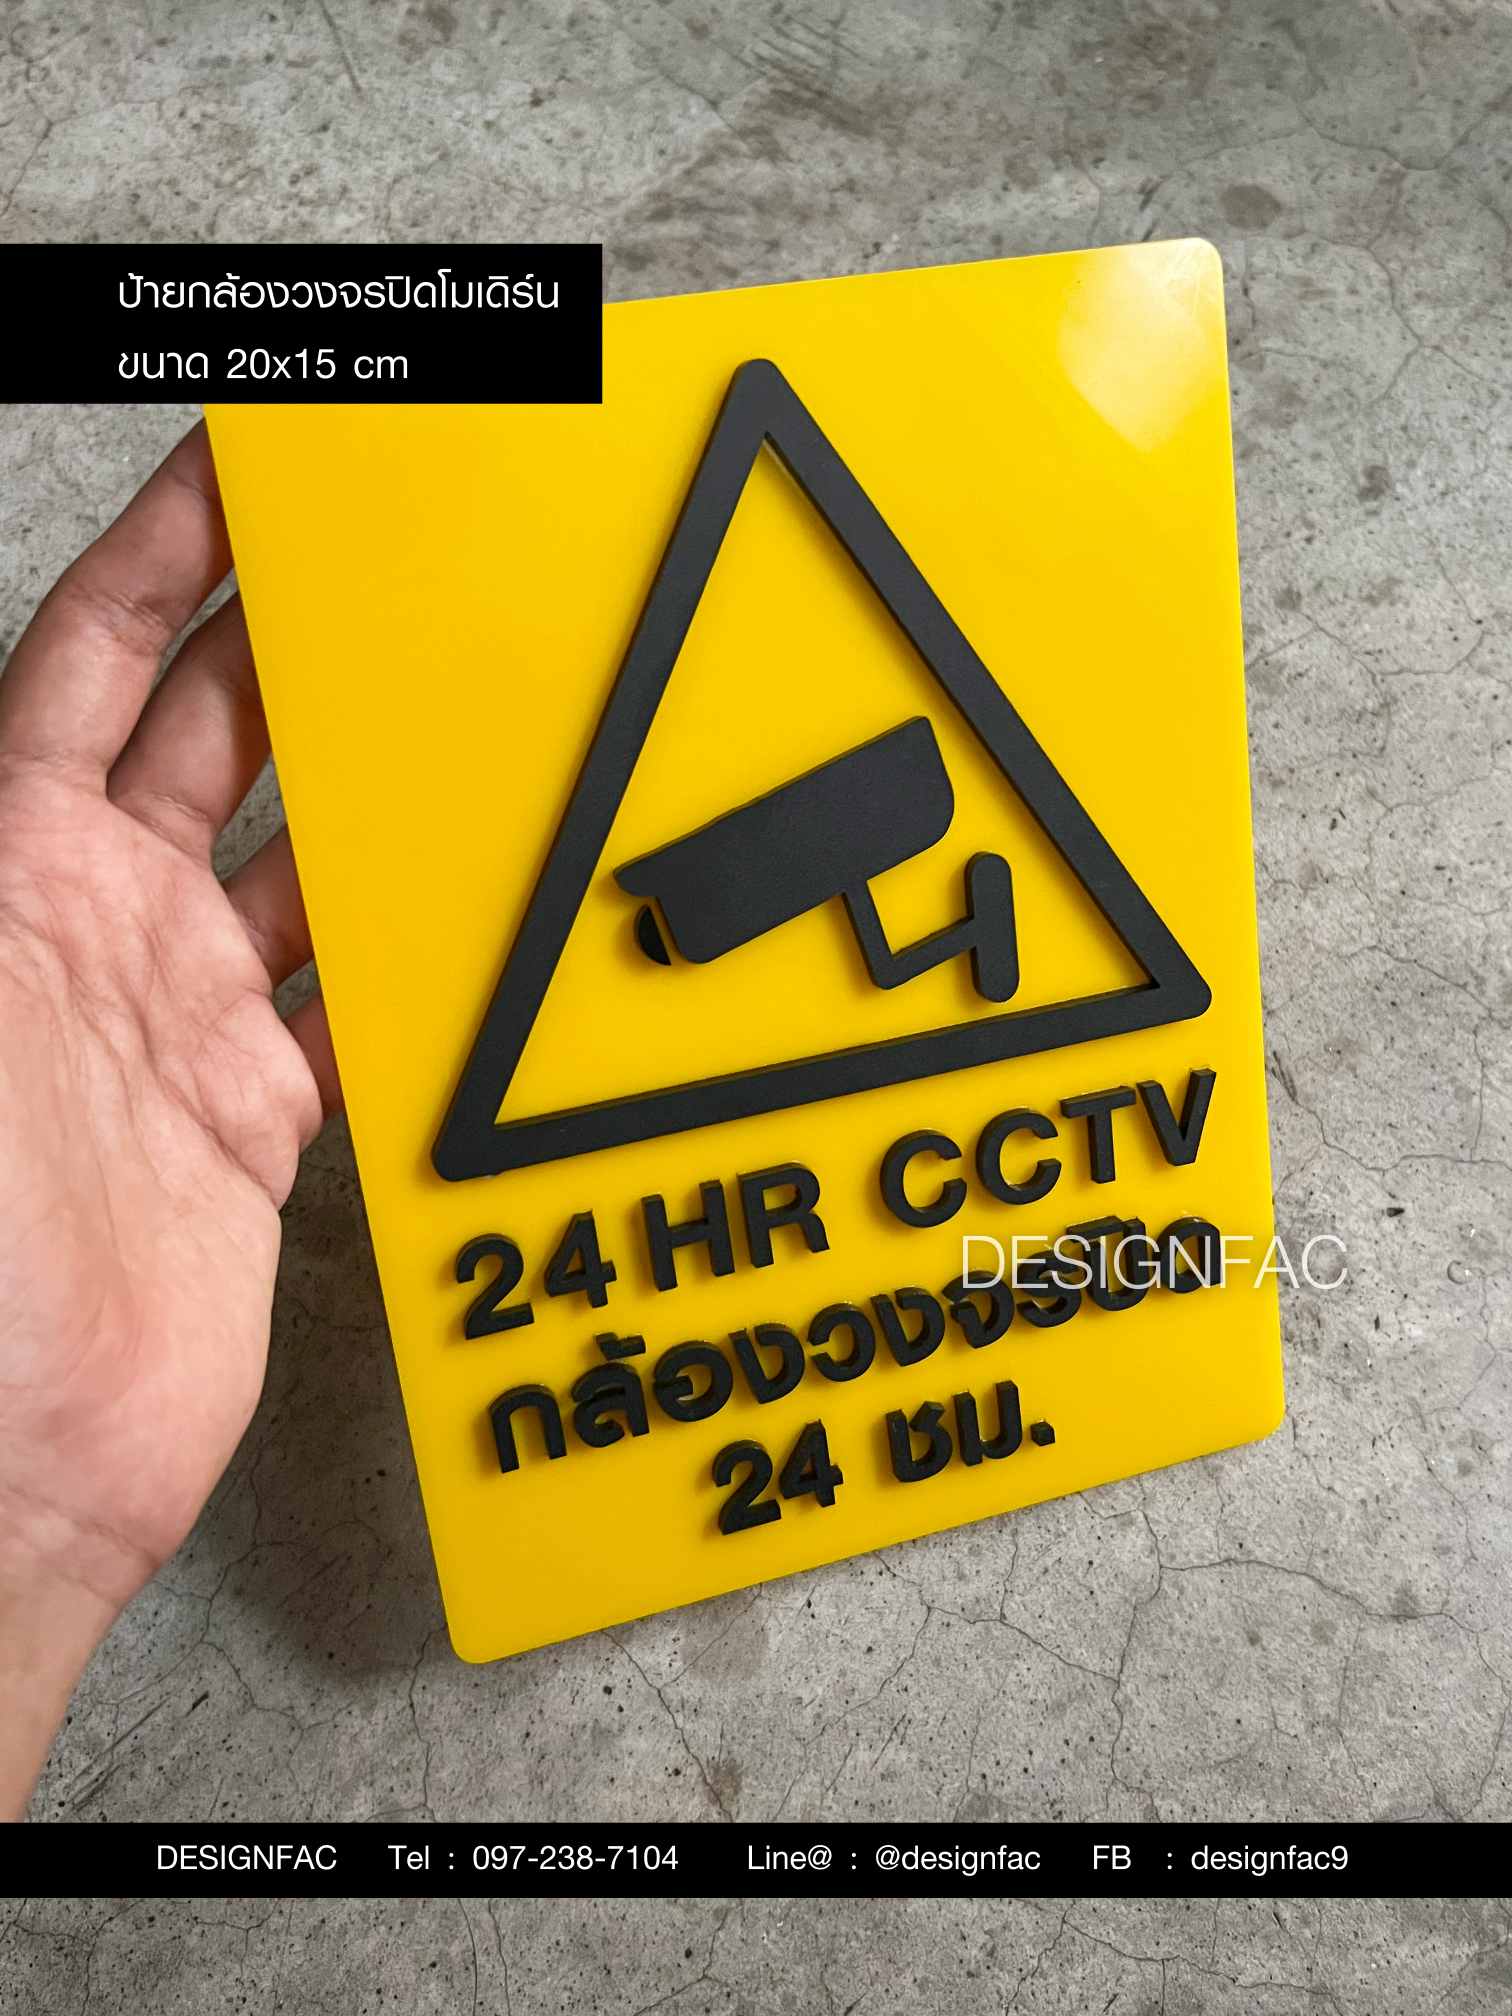 ป้ายกล้องวงจรปิดโมเดิร์น
ขนาด 20x15 cm
24 HR CCTV
กล้องวงจรปิด
DESIGNFAC
24 ชม.
DESIGNFAC Tel : 097-238-7104 Line@ : @designfac FB : designfac9